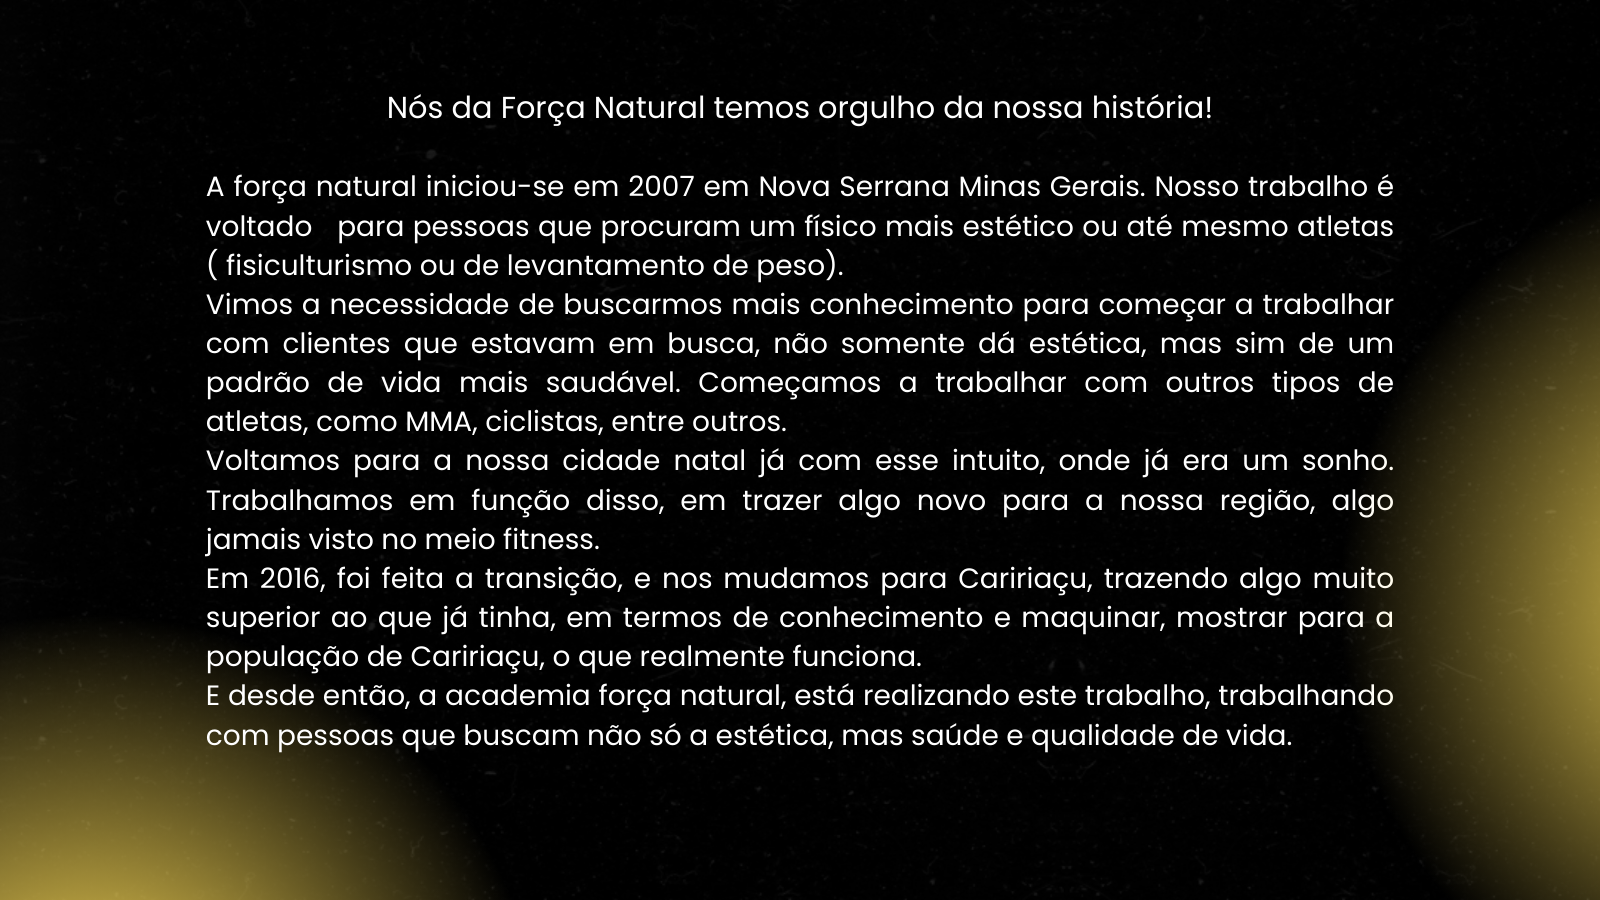 Nós da Força Natural temos orgulho da nossa história!
A força natural iniciou-se em 2007 em Nova Serrana Minas Gerais. Nosso trabalho é
voltado para pessoas que procuram um físico mais estético ou até mesmo atletas
( fisiculturismo ou de levantamento de peso).
Vimos a necessidade de buscarmos mais conhecimento para começar a trabalhar
com clientes que estavam em busca, não somente dá estética, mas sim de um
padrão de vida mais saudável. Começamos a trabalhar com outros tipos de
atletas, como MMA, ciclistas, entre outros.
Voltamos para a nossa cidade natal já com esse intuito, onde já era um sonho.
Trabalhamos em função disso, em trazer algo novo para a nossa região, algo
jamais visto no meio fitness.
Em 2016, foi feita a transição, e nos mudamos para Caririaçu, trazendo algo muito
superior ao que já tinha, em termos de conhecimento e maquinar, mostrar para a
população de Caririaçu, o que realmente funciona.
E desde então, a academia força natural, está realizando este trabalho, trabalhando
com pessoas que buscam não só a estética, mas saúde e qualidade de vida.